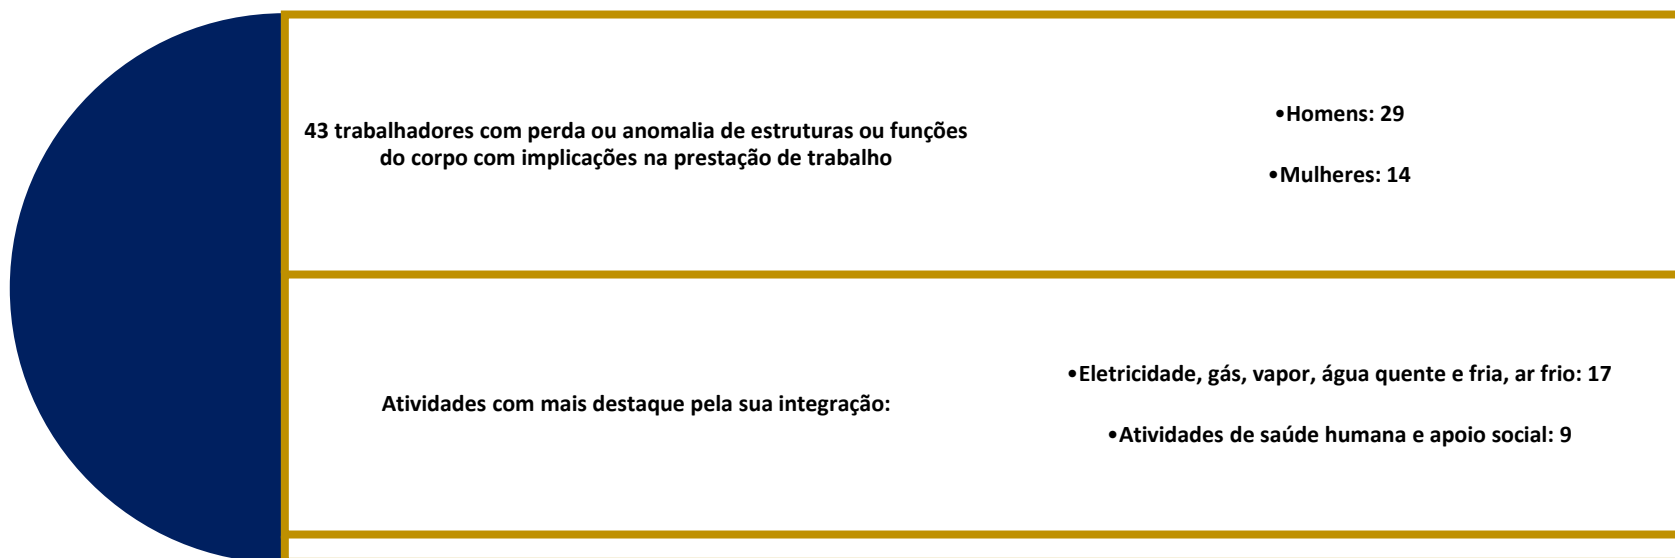 43 trabalhadores com perda ou anomalia de estruturas ou funções
do corpo com implicações na prestação de trabalho
•Homens: 29
•Mulheres: 14
Atividades com mais destaque pela sua integração:
•Eletricidade, gás, vapor, água quente e fria, ar frio: 17
•Atividades de saúde humana e apoio social: 9